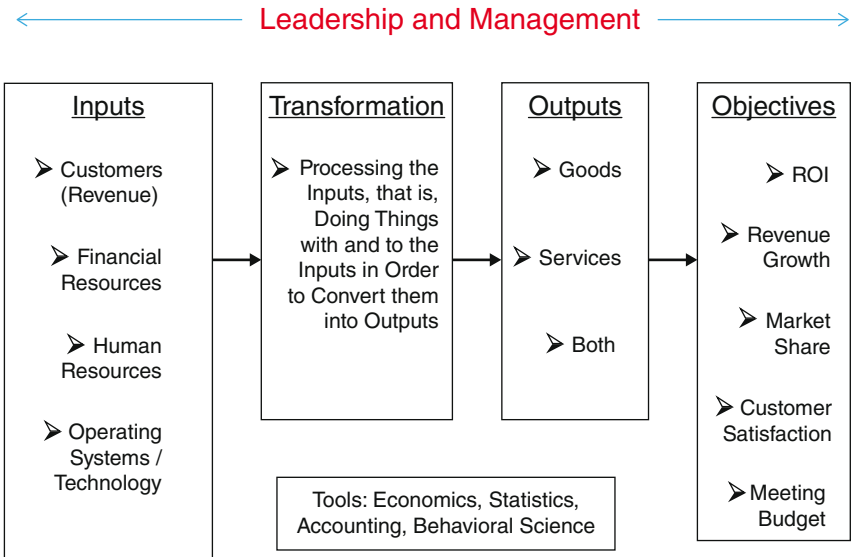 Leadership and Management
Inputs
➢ Customers
(Revenue)
➢ Financial
Resources
➢ Human
Resources
➢ Operating
Systems /
Technology
Transformation
➢ Processing the
Inputs, that is,
Doing Things
with and to the
Inputs in Order
to Convert them
into Outputs
Outputs
➢ Goods
➢ Services
➢ Both
Objectives
➢ ROI
➢ Revenue
Growth
➢ Market
Share
➢ Customer
Satisfaction
➢ Meeting
Budget
Tools: Economics, Statistics,
Accounting, Behavioral Science